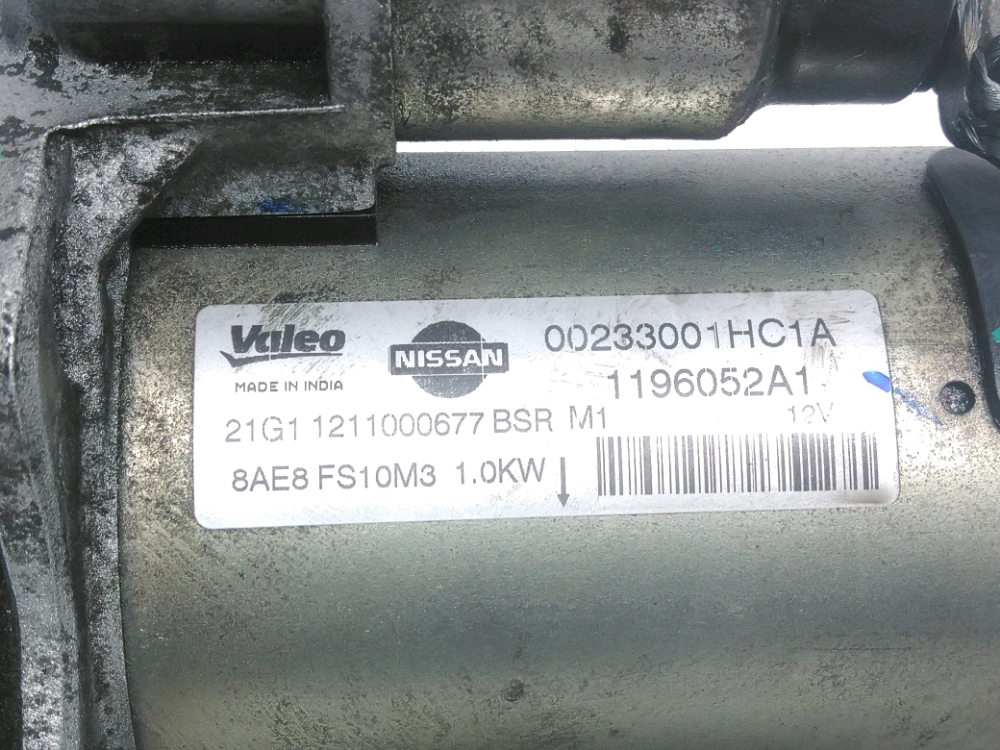 Valeo
MADE IN INDIA
NISSAN
00233001HC1A
1196052A1
21G1 1211000677 BSR M1
12V
8AE8 FS10M3 1.0KW